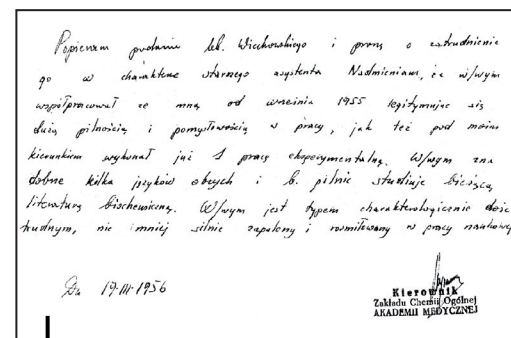 Popieram podanie lek. Wiechowskiego i proszę o zatrudnienie
go w charakterze starszego asystenta Nadmieniam, że w/wym
współpracował ze mną od września 1955 legitymując się
dużą pilnością i pomysłowością w pracy, jak też pod moim
kierunkiem wykonał już 1 pracę eksperymentalną. W/wym zna
dobrze kilka języków obcych i b. pilnie studiuje bieżącą
literaturę biochemiczną. W/wym jest typem charakterologicznie dość
trudnym, nie mniej silnie zapalony i rozmiłowany w pracy naukowej
Dn 19.III.1956
Kierownik
Zakładu Chemii Ogólnej
AKADEMII MEDYCZNEJ